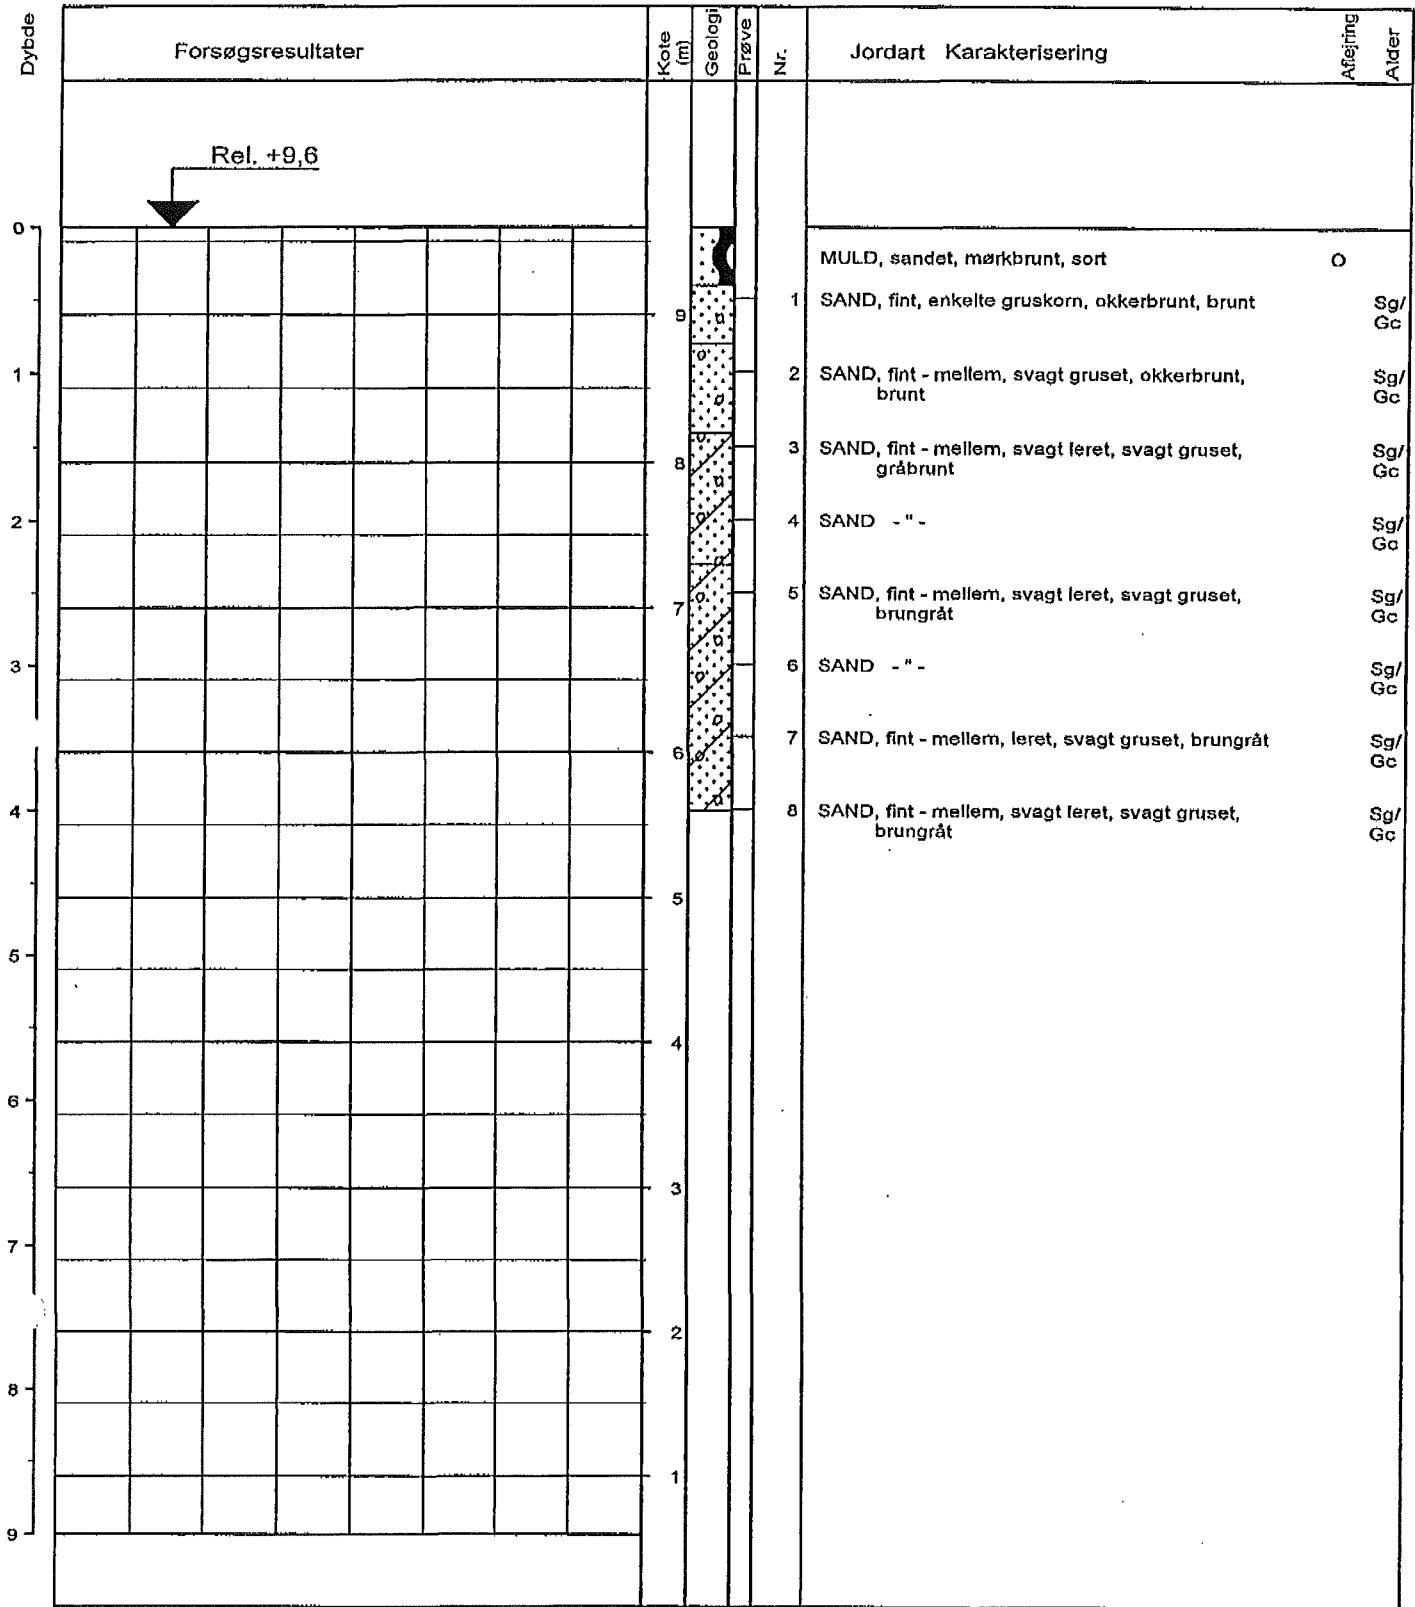 Dybde
Forsøgsresultater
Kote (m)
Geologi
Prøve
Nr.
Jordart Karakterisering
Aflejring
Alder
Rel. +9,6
0
MULD, sandet, mørkbrunt, sort O
9 1 SAND, fint, enkelte gruskorn, okkerbrunt, brunt Sg/
Gc
1 2 SAND, fint - mellem, svagt gruset, okkerbrunt, Sg/
brunt Gc
8 3 SAND, fint - mellem, svagt leret, svagt gruset, Sg/
gråbrunt Gc
2 4 SAND - " - Sg/
Gc
7 5 SAND, fint - mellem, svagt leret, svagt gruset, Sg/
brungråt Gc
3 6 SAND - " - Sg/
Gc
6 7 SAND, fint - mellem, leret, svagt gruset, brungråt Sg/
Gc
4 8 SAND, fint - mellem, svagt leret, svagt gruset, Sg/
brungråt Gc
5
5
4
6
3
7
2
8
1
9